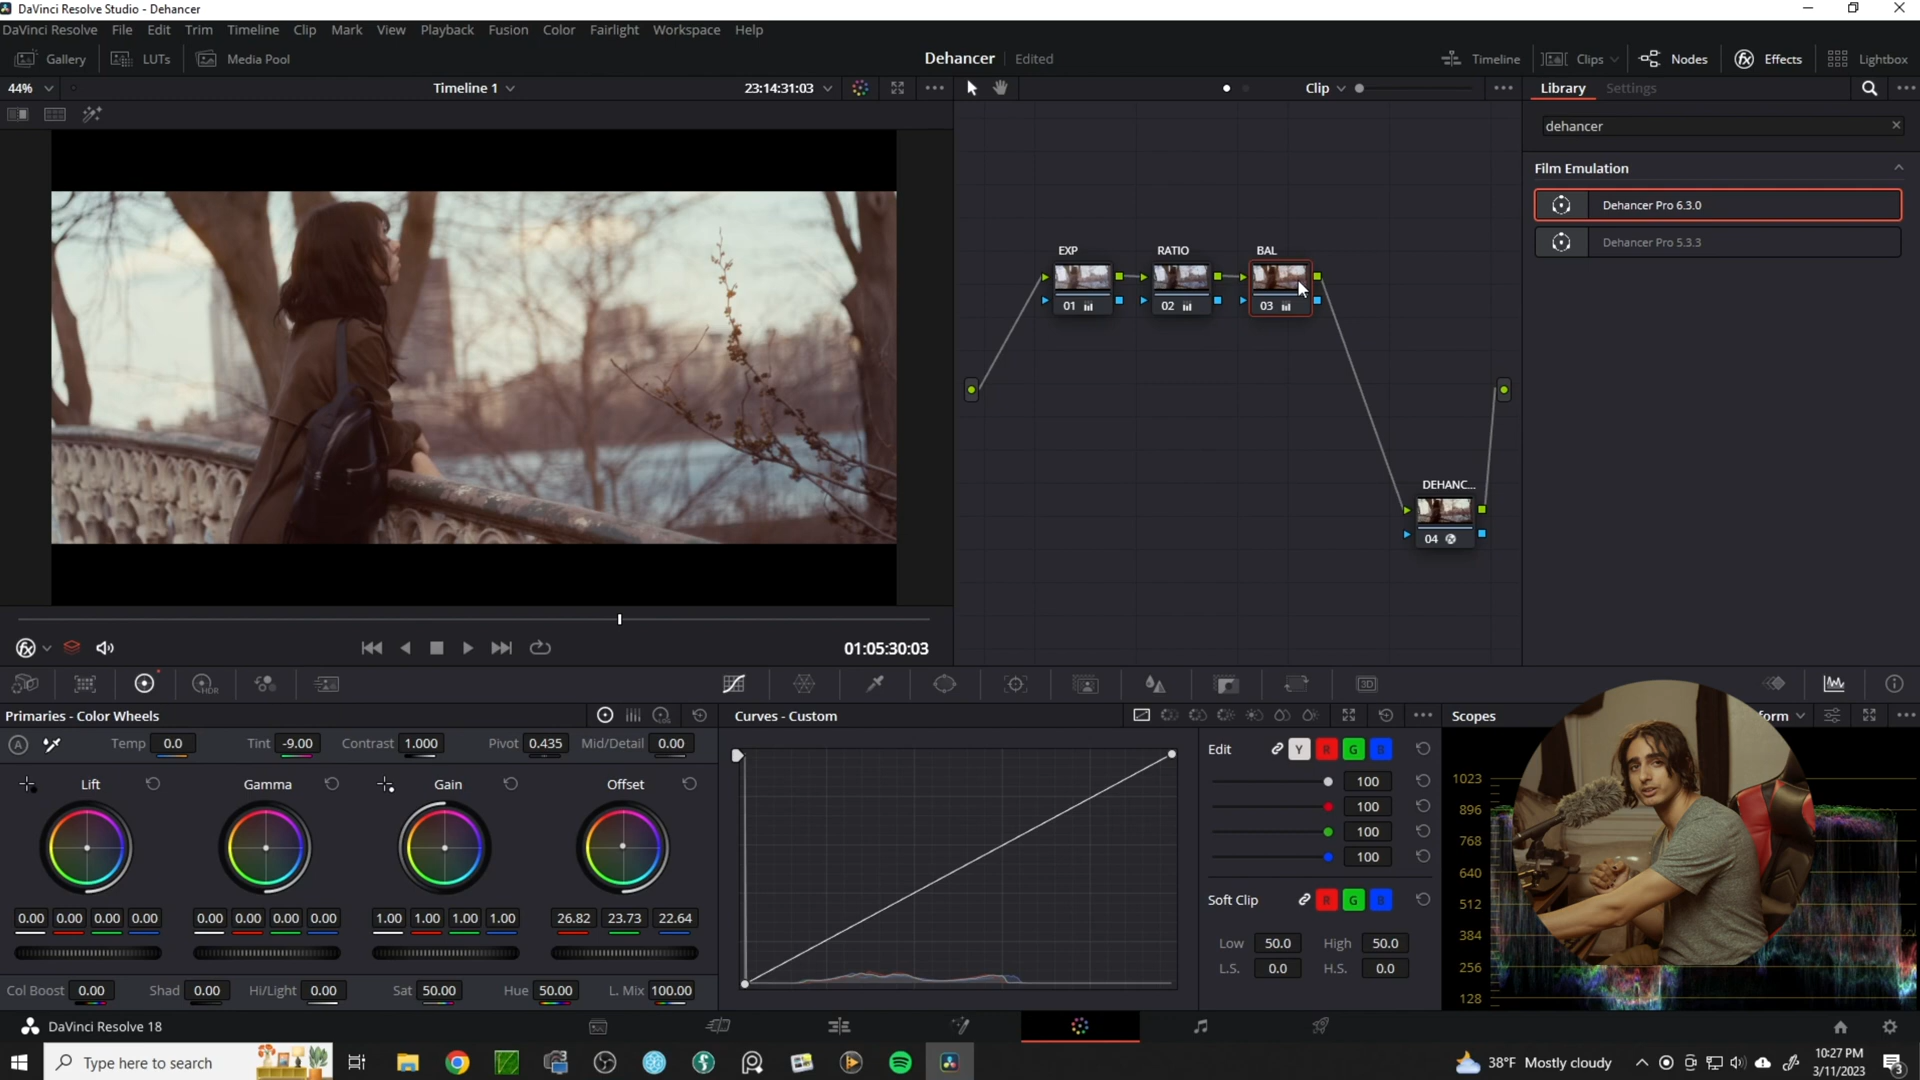 DaVinci Resolve Studio - Dehancer
DaVinci Resolve File Edit Trim Timeline Clip Mark View Playback Fusion Color Fairlight Workspace Help
Gallery LUTs Media Pool Dehancer Edited Timeline Clips Nodes Effects Lightbox
44% Timeline 1 23:14:31:03 Clip Library Settings
dehancer
Film Emulation
Dehancer Pro 6.3.0
Dehancer Pro 5.3.3
EXP RATIO BAL
01 02 03
DEHANC...
04
01:05:30:03
HDR
3D
Primaries - Color Wheels Curves - Custom Scopes
Temp 0.0 Tint -9.00 Contrast 1.000 Pivot 0.435 Mid/Detail 0.00
Edit Y R G B
Lift Gamma Gain Offset
100
100
100
100
1023
896
768
640
512
384
256
128
Soft Clip R G B
0.00 0.00 0.00 0.00 0.00 0.00 0.00 0.00 1.00 1.00 1.00 1.00 26.82 23.73 22.64
Low 50.0 High 50.0
L.S. 0.0 H.S. 0.0
Col Boost 0.00 Shad 0.00 Hi/Light 0.00 Sat 50.00 Hue 50.00 L. Mix 100.00
DaVinci Resolve 18
Type here to search
38°F Mostly cloudy
10:27 PM
3/11/2023
3